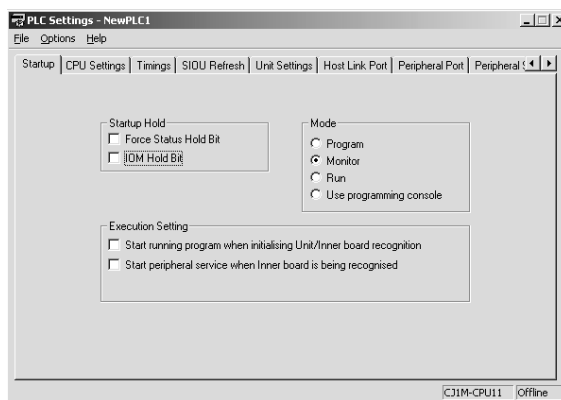 PLC Settings - NewPLC1
File Options Help
Startup CPU Settings Timings SIOU Refresh Unit Settings Host Link Port Peripheral Port Peripheral
Startup Hold
Force Status Hold Bit
IOM Hold Bit
Mode
Program
Monitor
Run
Use programming console
Execution Setting
Start running program when initialising Unit/Inner board recognition
Start peripheral service when Inner board is being recognised
CJ1M-CPU11 Offline